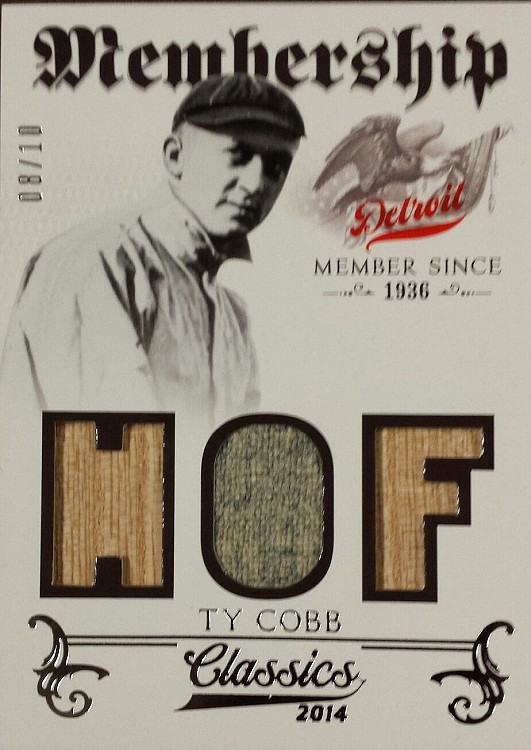 Membership
08/10
Detroit
MEMBER SINCE
1936
HOF
TY COBB
Classics
2014